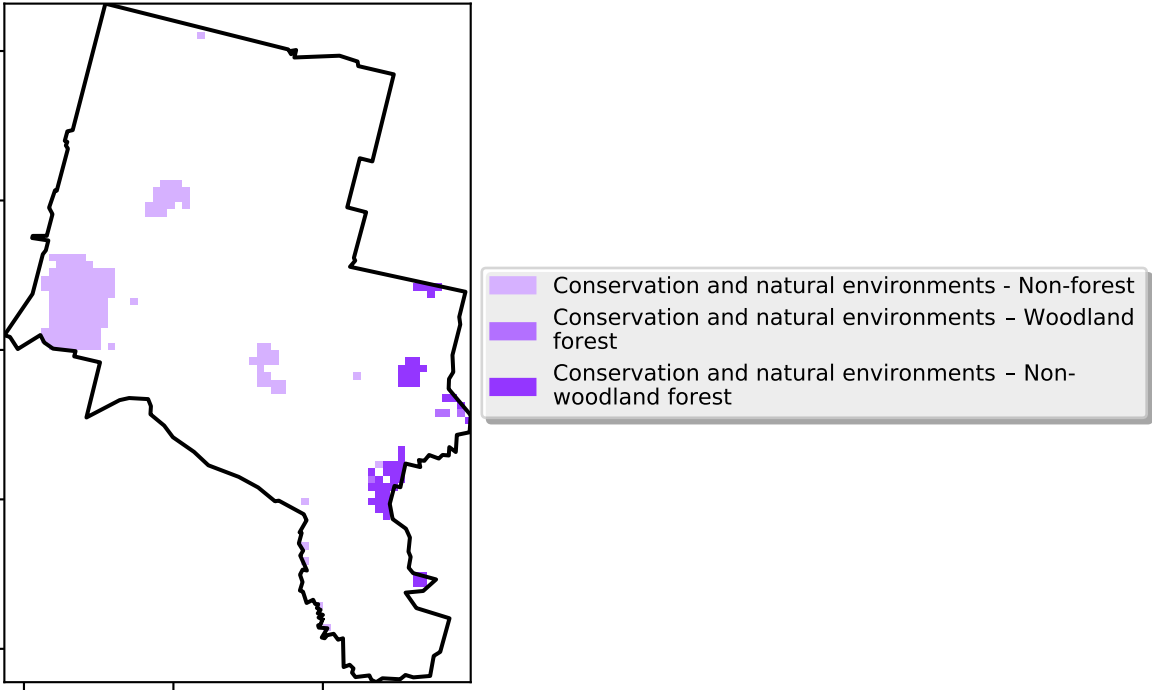 Conservation and natural environments - Non-forest
Conservation and natural environments – Woodland
forest
Conservation and natural environments – Non-
woodland forest